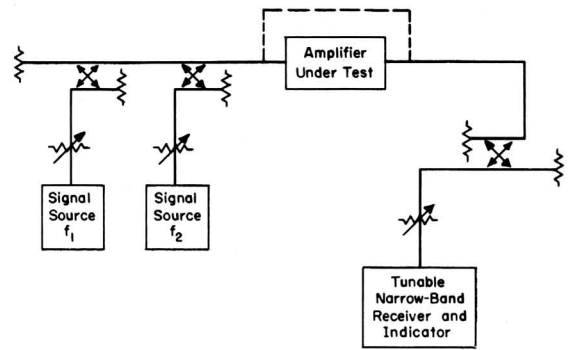 Amplifier
Under Test
Signal
Source
f1
Signal
Source
f2
Tunable
Narrow-Band
Receiver and
Indicator